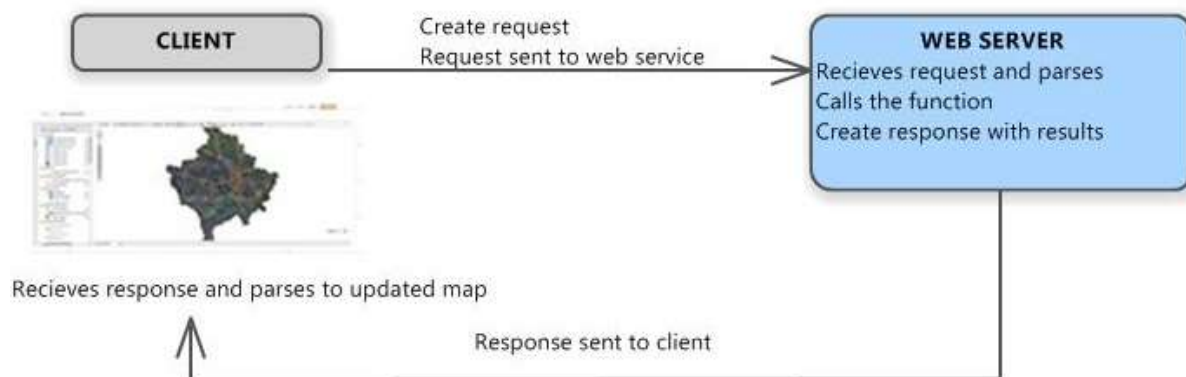 CLIENT
Create request
Request sent to web service
WEB SERVER
Recieves request and parses
Calls the function
Create response with results
Recieves response and parses to updated map
Response sent to client